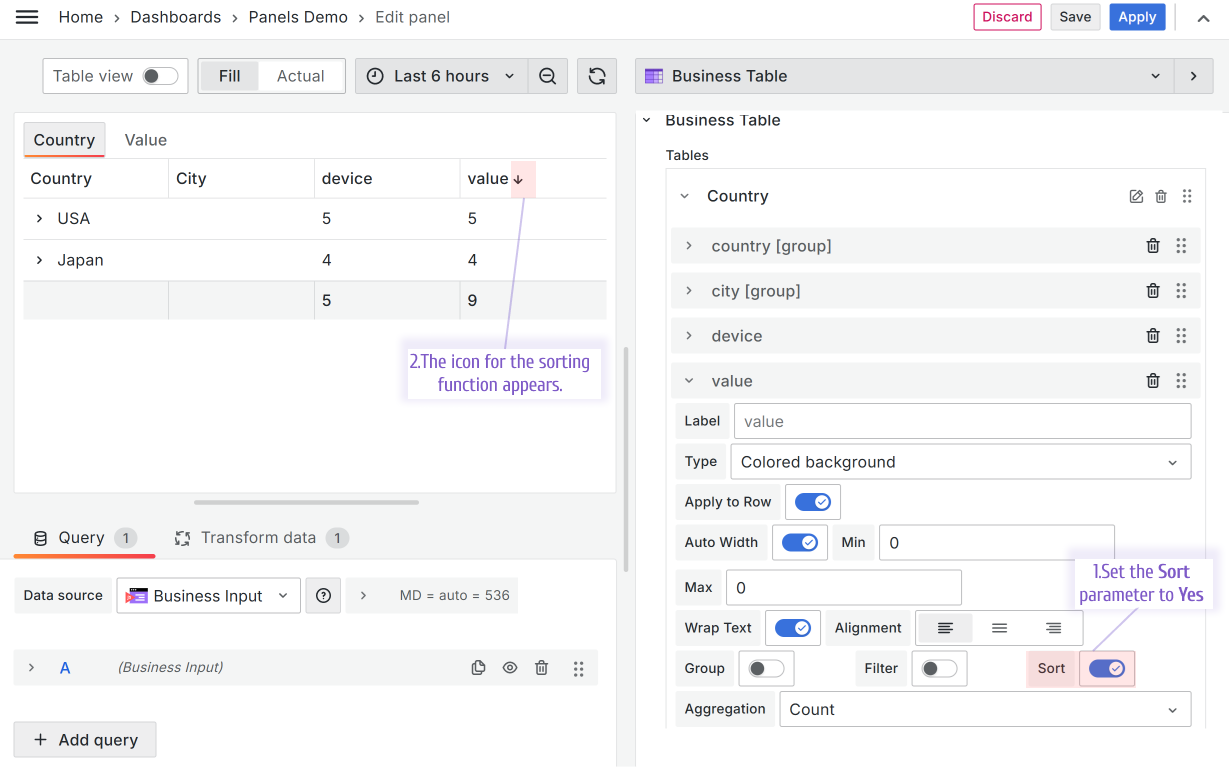 Home › Dashboards › Panels Demo › Edit panel
Discard Save Apply
Table view Fill Actual Last 6 hours
Business Table
Country Value
Country City device value
USA 5 5
Japan 4 4
5 9
2.The icon for the sorting
function appears.
Query 1 Transform data 1
Data source Business Input MD = auto = 536
A (Business Input)
+ Add query
Business Table
Tables
Country
country [group]
city [group]
device
value
Label value
Type Colored background
Apply to Row
Auto Width Min 0
1.Set the Sort
parameter to Yes
Max 0
Wrap Text Alignment
Group Filter Sort
Aggregation Count